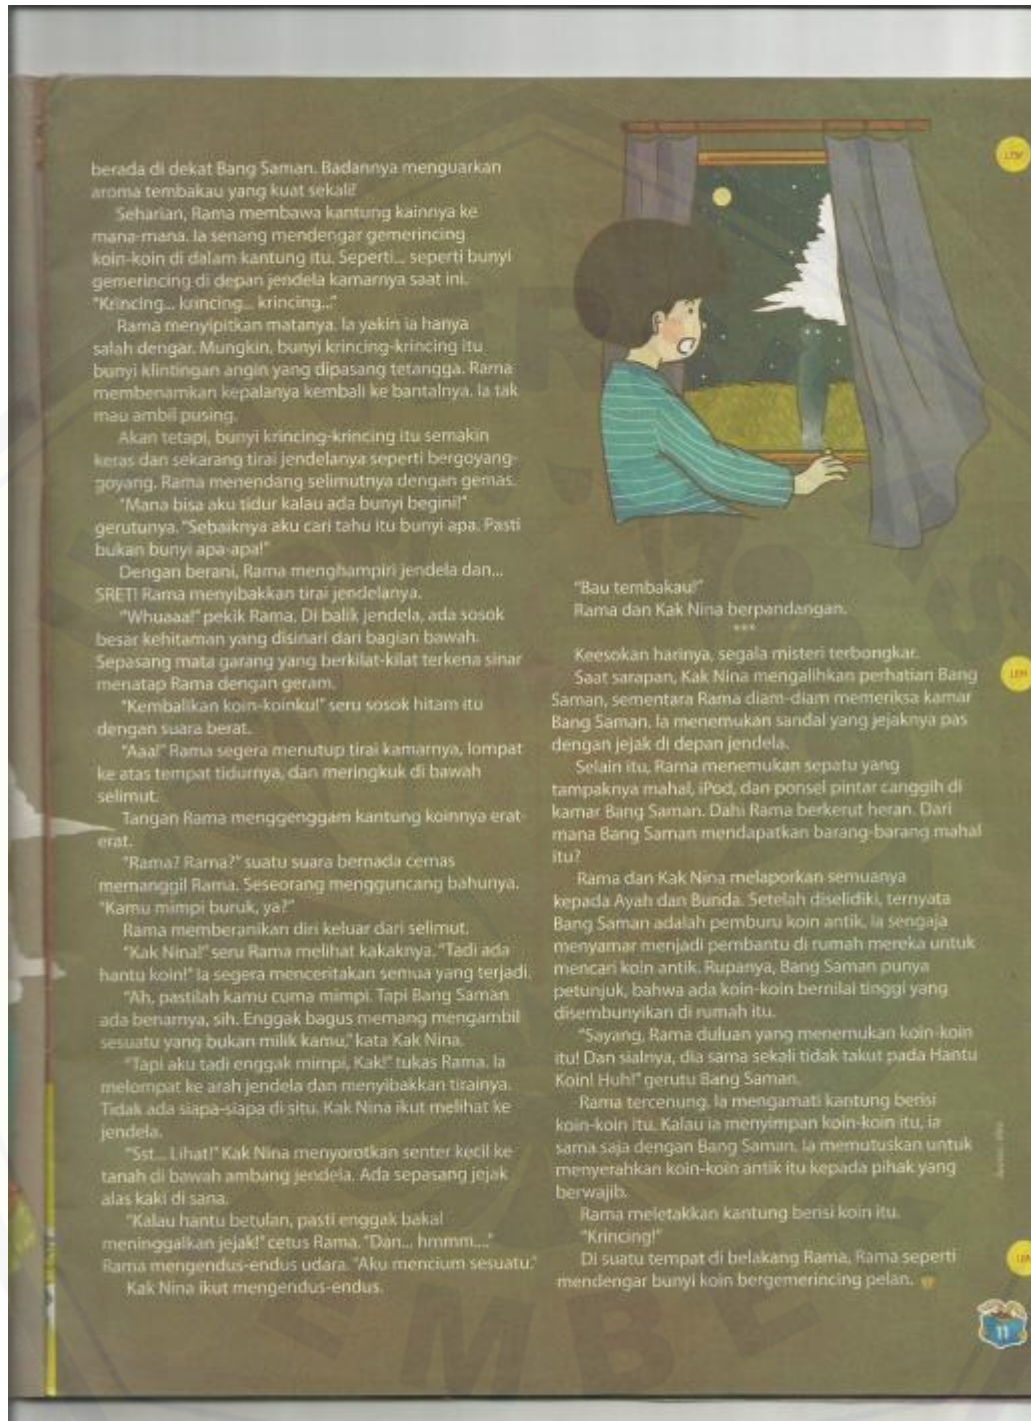 berada di dekat Bang Saman. Badannya menguarkan
aroma tembakau yang kuat sekali!
Seharian, Rama membawa kantung kainnya ke
mana-mana. Ia senang mendengar gemerincing
koin-koin di dalam kantung itu. Seperti... seperti bunyi
gemerincing di depan jendela kamarnya saat ini.
"Krincing... krincing... krincing..."
Rama menyipitkan matanya. Ia yakin ia hanya
salah dengar. Mungkin, bunyi krincing-krincing itu
bunyi klintingan angin yang dipasang tetangga. Rama
membenamkan kepalanya kembali ke bantalnya. Ia tak
mau ambil pusing.
Akan tetapi, bunyi krincing-krincing itu semakin
keras dan sekarang tirai jendelanya seperti bergoyang-
goyang. Rama menendang selimutnya dengan gemas.
"Mana bisa aku tidur kalau ada bunyi begini!"
gerutunya. "Sebaiknya aku cari tahu itu bunyi apa. Pasti
bukan bunyi apa-apa!"
Dengan berani, Rama menghampiri jendela dan...
SRET! Rama menyibakkan tirai jendelanya.
"Whuaaa!" pekik Rama. Di balik jendela, ada sosok
besar kehitaman yang disinari dari bagian bawah.
Sepasang mata garang yang berkilat-kilat terkena sinar
menatap Rama dengan geram.
"Kembalikan koin-koinku!" seru sosok hitam itu
dengan suara berat.
"Aaa!" Rama segera menutup tirai kamarnya, lompat
ke atas tempat tidurnya, dan meringkuk di bawah
selimut.
Tangan Rama menggenggam kantung koinnya erat-
erat.
"Rama? Rama?" suatu suara bernada cemas
memanggil Rama. Seseorang mengguncang bahunya.
"Kamu mimpi buruk, ya?"
Rama memberanikan diri keluar dari selimut.
"Kak Nina!" seru Rama melihat kakaknya. "Tadi ada
hantu koin!" Ia segera menceritakan semua yang terjadi.
"Ah, pastilah kamu cuma mimpi. Tapi Bang Saman
ada benarnya, sih. Enggak bagus memang mengambil
sesuatu yang bukan milik kamu," kata Kak Nina.
"Tapi aku tadi enggak mimpi, Kak!" tukas Rama. Ia
melompat ke arah jendela dan menyibakkan tirainya.
Tidak ada siapa-siapa di situ. Kak Nina ikut melihat ke
jendela.
"Sst... Lihat!" Kak Nina menyorotkan senter kecil ke
tanah di bawah ambang jendela. Ada sepasang jejak
alas kaki di sana.
"Kalau hantu betulan, pasti enggak bakal
meninggalkan jejak!" cetus Rama. "Dan... hmmm...."
Rama mengendus-endus udara. "Aku mencium sesuatu."
Kak Nina ikut mengendus-endus.
"Bau tembakau!"
Rama dan Kak Nina berpandangan.
***
Keesokan harinya, segala misteri terbongkar.
Saat sarapan, Kak Nina mengalihkan perhatian Bang
Saman, sementara Rama diam-diam memeriksa kamar
Bang Saman. Ia menemukan sandal yang jejaknya pas
dengan jejak di depan jendela.
Selain itu, Rama menemukan sepatu yang
tampaknya mahal, iPod, dan ponsel pintar canggih di
kamar Bang Saman. Dahi Rama berkerut heran. Dari
mana Bang Saman mendapatkan barang-barang mahal
itu?
Rama dan Kak Nina melaporkan semuanya
kepada Ayah dan Bunda. Setelah diselidiki, ternyata
Bang Saman adalah pemburu koin antik. Ia sengaja
menyamar menjadi pembantu di rumah mereka untuk
mencari koin antik. Rupanya, Bang Saman punya
petunjuk, bahwa ada koin-koin bernilai tinggi yang
disembunyikan di rumah itu.
"Sayang, Rama duluan yang menemukan koin-koin
itu! Dan sialnya, dia sama sekali tidak takut pada Hantu
Koin! Huh!" gerutu Bang Saman.
Rama tercenung. Ia mengamati kantung berisi
koin-koin itu. Kalau ia menyimpan koin-koin itu, ia
sama saja dengan Bang Saman. Ia memutuskan untuk
menyerahkan koin-koin antik itu kepada pihak yang
berwajib.
Rama meletakkan kantung berisi koin itu.
"Krincing!"
Di suatu tempat di belakang Rama, Rama seperti
mendengar bunyi koin bergemerincing pelan.
LEM
LEM
11